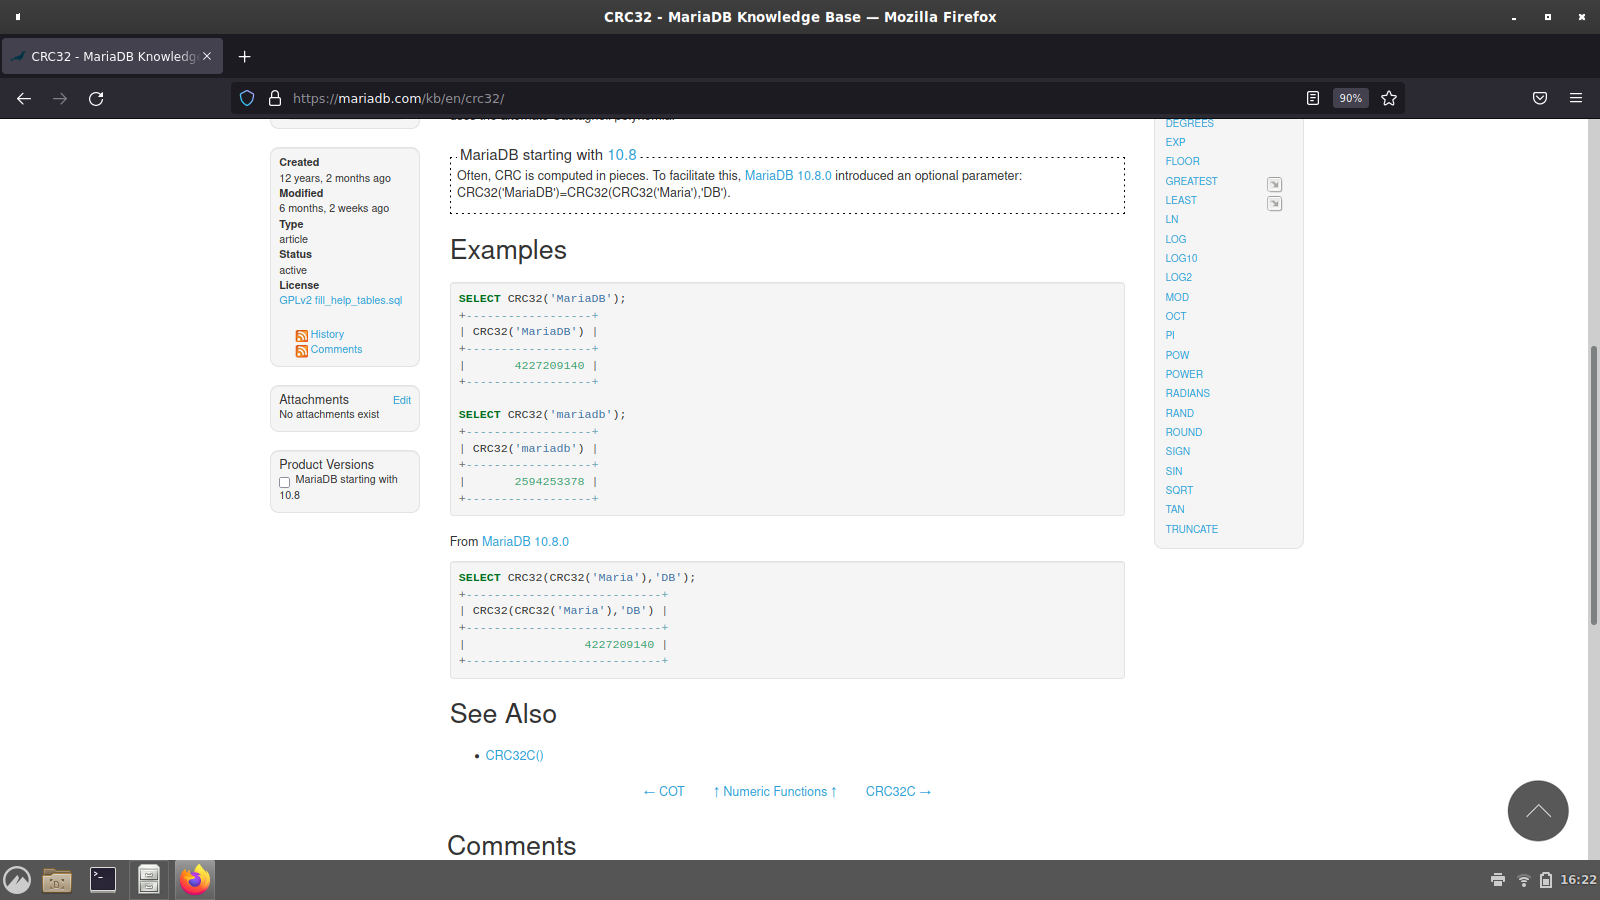 CRC32 - MariaDB Knowledge Base — Mozilla Firefox
CRC32 - MariaDB Knowledg
https://mariadb.com/kb/en/crc32/
90%
Created
12 years, 2 months ago
Modified
6 months, 2 weeks ago
Type
article
Status
active
License
GPLv2 fill_help_tables.sql
History
Comments
Attachments Edit
No attachments exist
Product Versions
MariaDB starting with
10.8
MariaDB starting with 10.8
Often, CRC is computed in pieces. To facilitate this, MariaDB 10.8.0 introduced an optional parameter:
CRC32('MariaDB')=CRC32(CRC32('Maria'),'DB').
Examples
SELECT CRC32('MariaDB');
+------------------+
| CRC32('MariaDB') |
+------------------+
|       4227209140 |
+------------------+
SELECT CRC32('mariadb');
+------------------+
| CRC32('mariadb') |
+------------------+
|       2594253378 |
+------------------+
From MariaDB 10.8.0
SELECT CRC32(CRC32('Maria'),'DB');
+----------------------------+
| CRC32(CRC32('Maria'),'DB') |
+----------------------------+
|                 4227209140 |
+----------------------------+
See Also
• CRC32C()
← COT ↑ Numeric Functions ↑ CRC32C →
Comments
DEGREES
EXP
FLOOR
GREATEST
LEAST
LN
LOG
LOG10
LOG2
MOD
OCT
PI
POW
POWER
RADIANS
RAND
ROUND
SIGN
SIN
SQRT
TAN
TRUNCATE
16:22